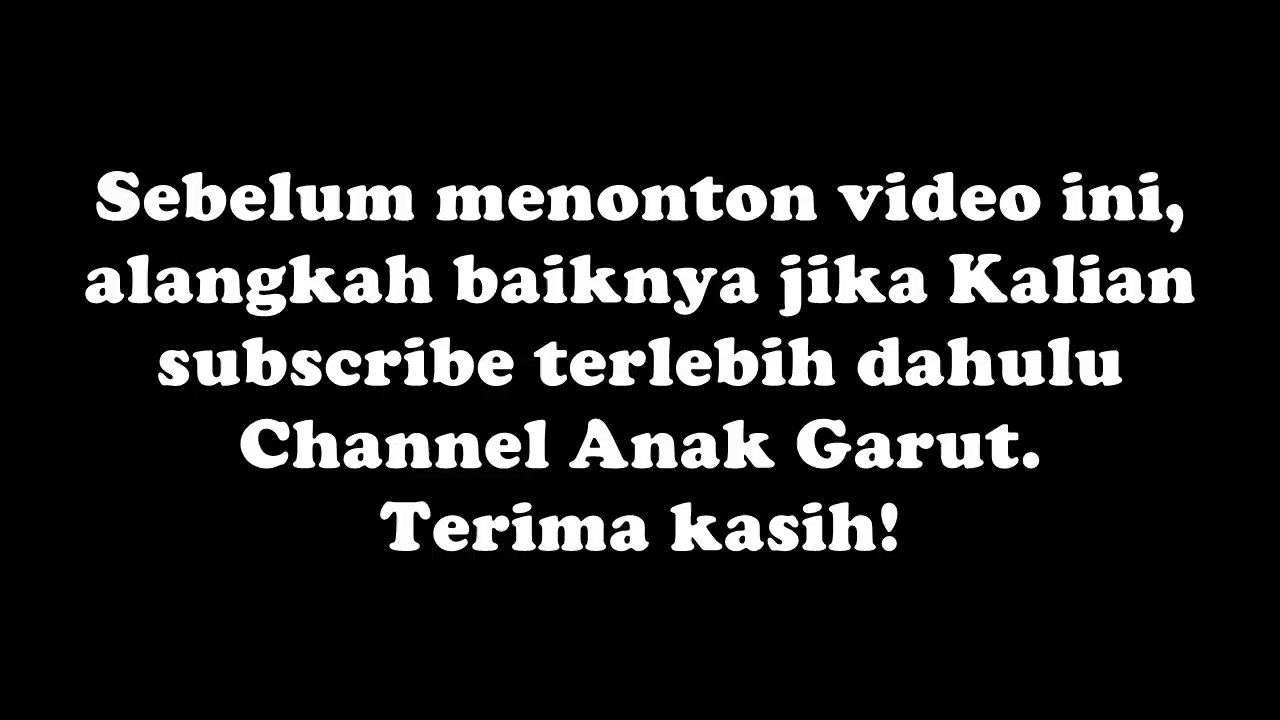 Sebelum menonton video ini,
alangkah baiknya jika Kalian
subscribe terlebih dahulu
Channel Anak Garut.
Terima kasih!